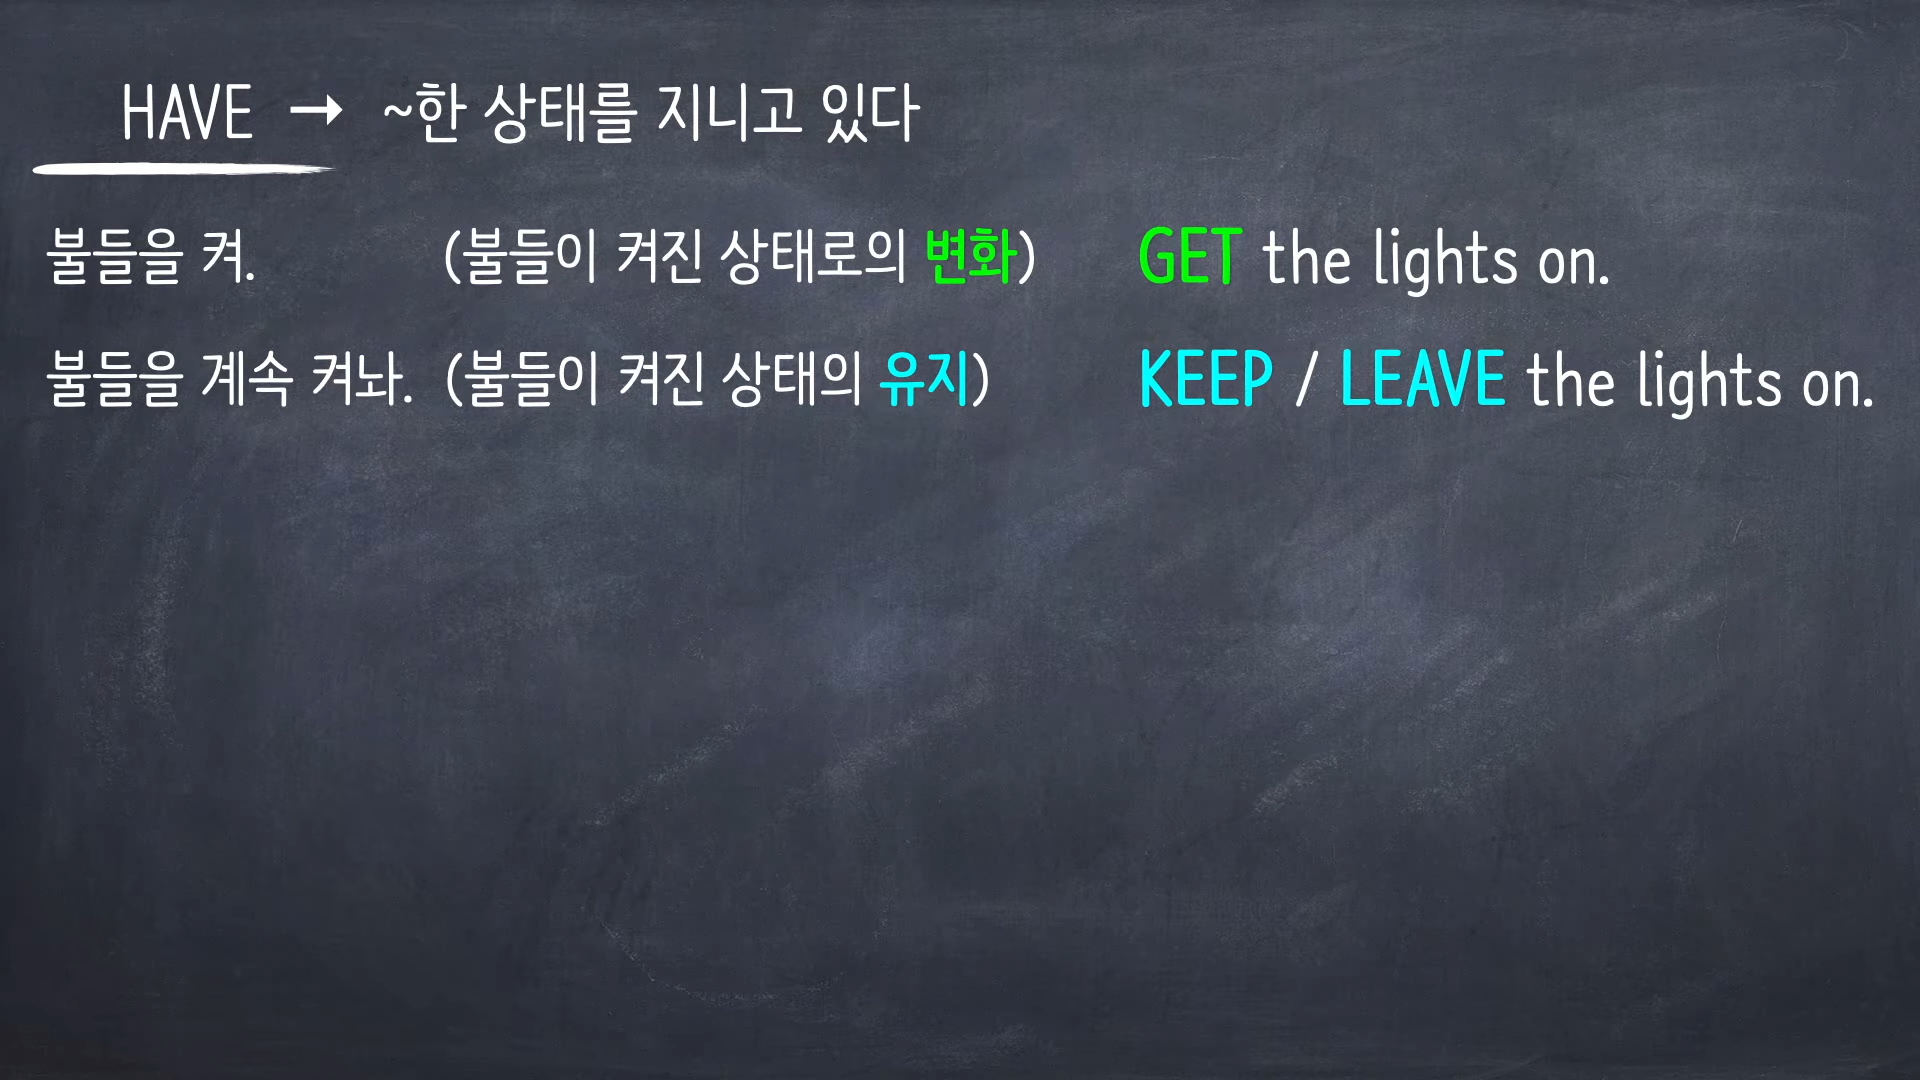 HAVE → ~한 상태를 지니고 있다
불들을 켜. (불들이 켜진 상태로의 변화) GET the lights on.
불들을 계속 켜놔. (불들이 켜진 상태의 유지) KEEP / LEAVE the lights on.